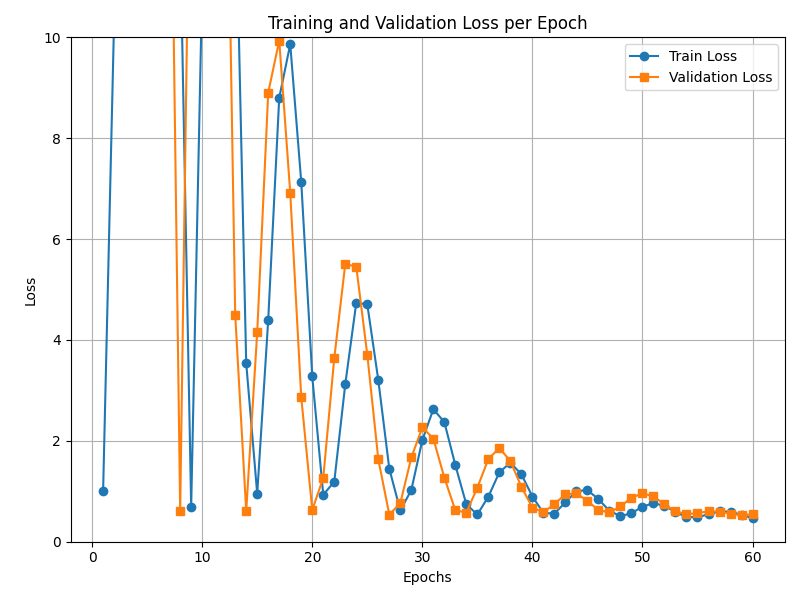 Training and Validation Loss per Epoch
Train Loss
Validation Loss
Loss
10
8
6
4
2
0
0 10 20 30 40 50 60
Epochs